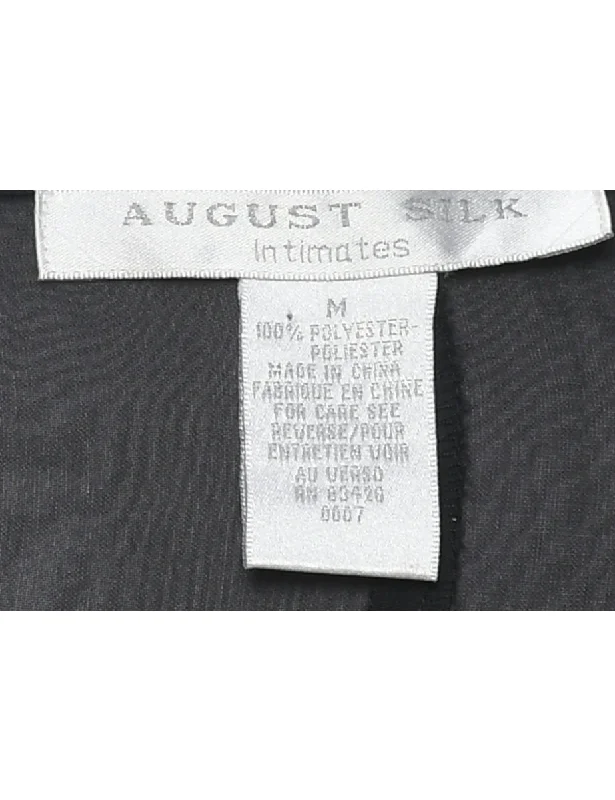 AUGUST SILK
Intimates
M
100% POLYESTER-
POLIESTER
MADE IN CHINA
FABRIQUE EN CHINE
FOR CARE SEE
REVERSE/POUR
ENTRETIEN VOIR
AU VERSO
RN 83426
0007